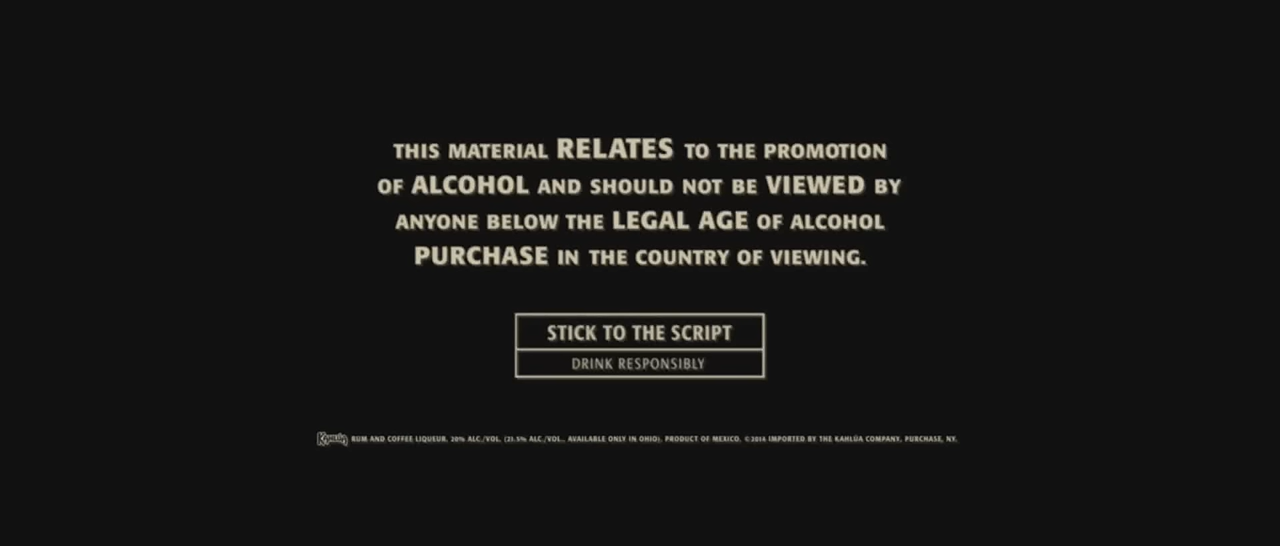 THIS MATERIAL RELATES TO THE PROMOTION
OF ALCOHOL AND SHOULD NOT BE VIEWED BY
ANYONE BELOW THE LEGAL AGE OF ALCOHOL
PURCHASE IN THE COUNTRY OF VIEWING.
STICK TO THE SCRIPT
DRINK RESPONSIBLY
KAHLÚA RUM AND COFFEE LIQUEUR. 20% ALC./VOL. (21.5% ALC./VOL., AVAILABLE ONLY IN OHIO). PRODUCT OF MEXICO. ©2014 IMPORTED BY THE KAHLÚA COMPANY, PURCHASE, NY.